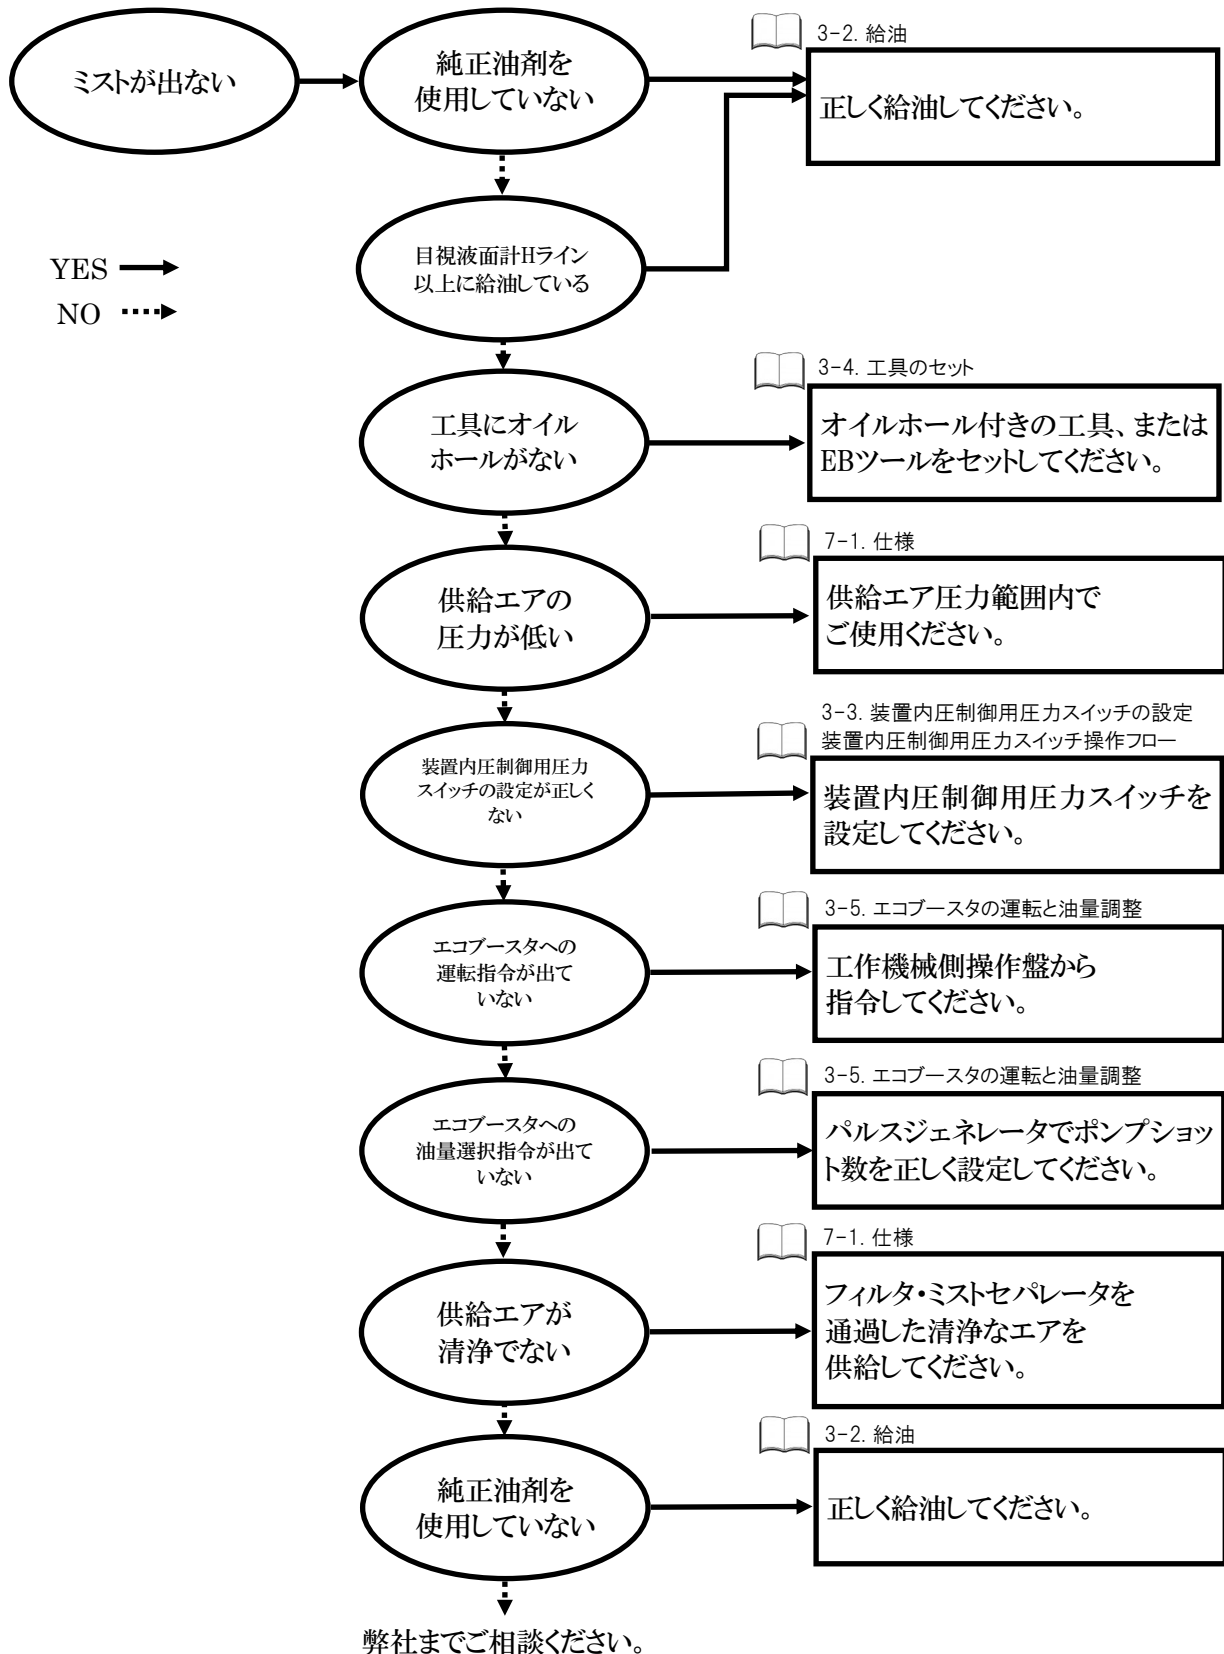 ミストが出ない
純正油剤を
使用していない
3-2. 給油
正しく給油してください。
目視液面計Hライン
以上に給油している
YES
NO
工具にオイル
ホールがない
3-4. 工具のセット
オイルホール付きの工具、または
EBツールをセットしてください。
供給エアの
圧力が低い
7-1. 仕様
供給エア圧力範囲内で
ご使用ください。
装置内圧制御用圧力
スイッチの設定が正しく
ない
3-3. 装置内圧制御用圧力スイッチの設定
装置内圧制御用圧力スイッチ操作フロー
装置内圧制御用圧力スイッチを
設定してください。
エコブースタへの
運転指令が出て
いない
3-5. エコブースタの運転と油量調整
工作機械側操作盤から
指令してください。
エコブースタへの
油量選択指令が出て
いない
3-5. エコブースタの運転と油量調整
パルスジェネレータでポンプショッ
ト数を正しく設定してください。
供給エアが
清浄でない
7-1. 仕様
フィルタ・ミストセパレータを
通過した清浄なエアを
供給してください。
純正油剤を
使用していない
3-2. 給油
正しく給油してください。
弊社までご相談ください。